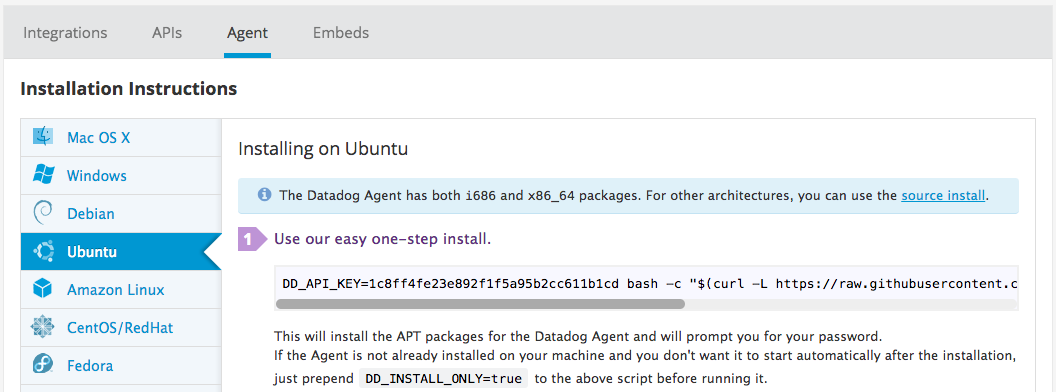 Integrations APIs Agent Embeds
Installation Instructions
Mac OS X
Windows
Debian
Ubuntu
Amazon Linux
CentOS/RedHat
Fedora
Installing on Ubuntu
The Datadog Agent has both i686 and x86_64 packages. For other architectures, you can use the source install.
1 Use our easy one-step install.
DD_API_KEY=1c8ff4fe23e892f1f5a95b2cc611b1cd bash -c "$(curl -L https://raw.githubusercontent.c
This will install the APT packages for the Datadog Agent and will prompt you for your password.
If the Agent is not already installed on your machine and you don't want it to start automatically after the installation,
just prepend DD_INSTALL_ONLY=true to the above script before running it.